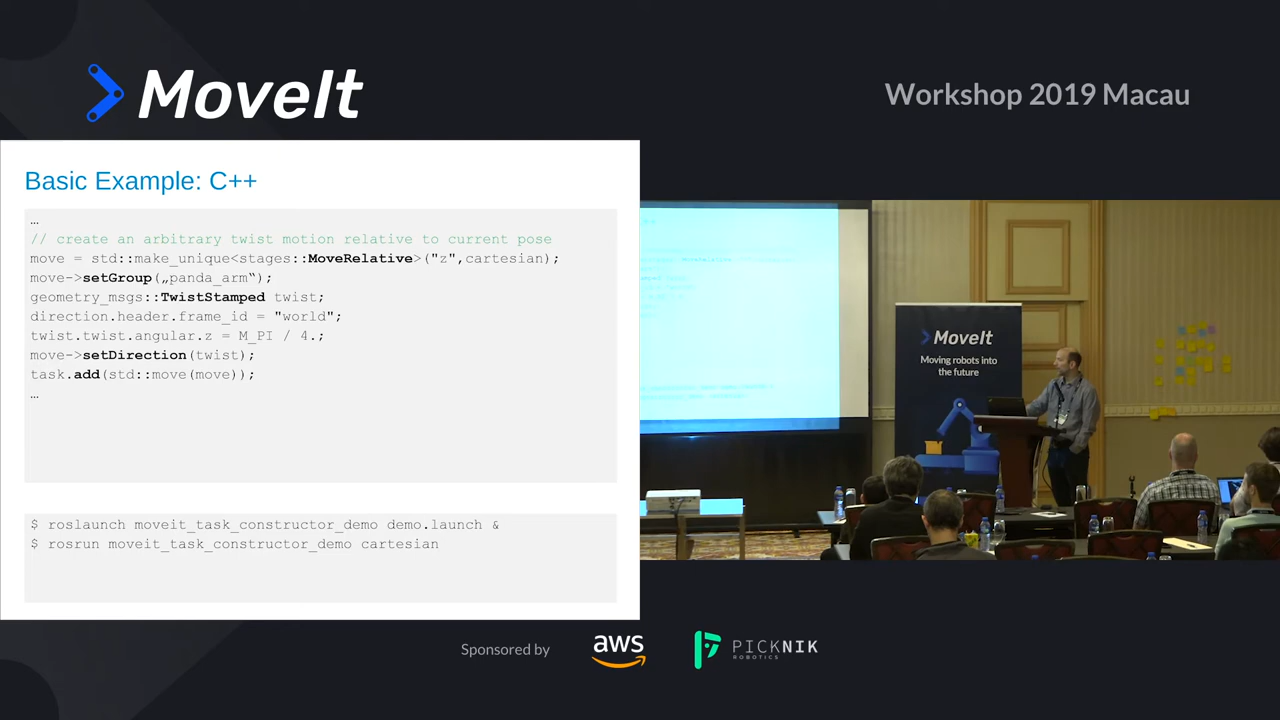 MoveIt
Workshop 2019 Macau
Basic Example: C++
…
// create an arbitrary twist motion relative to current pose
move = std::make_unique<stages::MoveRelative>("z",cartesian);
move->setGroup(„panda_arm“);
geometry_msgs::TwistStamped twist;
direction.header.frame_id = "world";
twist.twist.angular.z = M_PI / 4.;
move->setDirection(twist);
task.add(std::move(move));
…
$ roslaunch moveit_task_constructor_demo demo.launch &
$ rosrun moveit_task_constructor_demo cartesian
MoveIt
Moving robots into
the future
Sponsored by
aws
PICKNIK
ROBOTICS